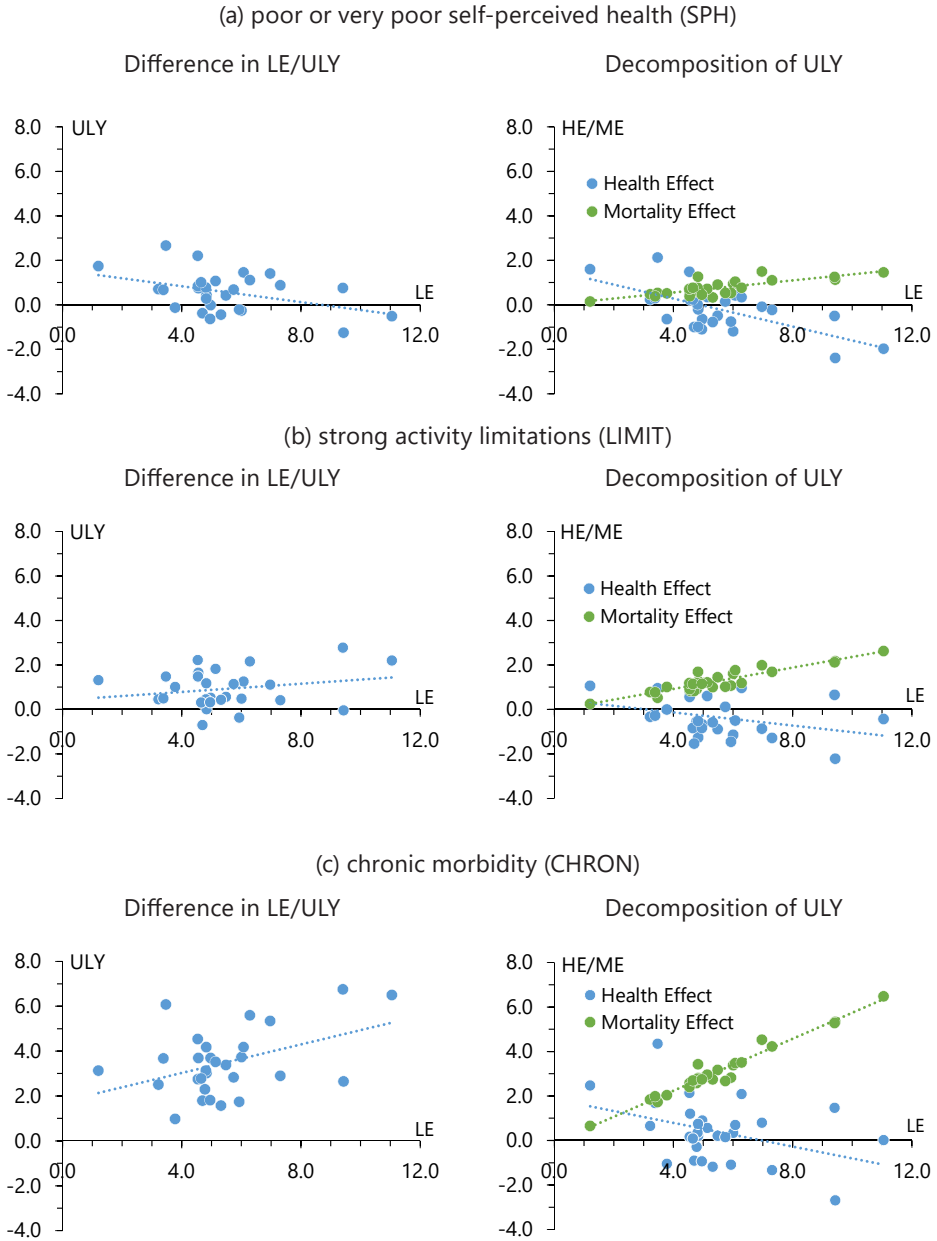 (a) poor or very poor self-perceived health (SPH)
Difference in LE/ULY
Decomposition of ULY
8.0 ULY
6.0
4.0
2.0
0.0
-2.0
-4.0
LE
0.0 4.0 8.0 12.0
8.0 HE/ME
6.0
4.0
2.0
0.0
-2.0
-4.0
Health Effect
Mortality Effect
LE
0.0 4.0 8.0 12.0
(b) strong activity limitations (LIMIT)
Difference in LE/ULY
Decomposition of ULY
8.0 ULY
6.0
4.0
2.0
0.0
-2.0
-4.0
LE
0.0 4.0 8.0 12.0
8.0 HE/ME
6.0
4.0
2.0
0.0
-2.0
-4.0
Health Effect
Mortality Effect
LE
0.0 4.0 8.0 12.0
(c) chronic morbidity (CHRON)
Difference in LE/ULY
Decomposition of ULY
8.0 ULY
6.0
4.0
2.0
0.0
-2.0
-4.0
LE
0.0 4.0 8.0 12.0
8.0 HE/ME
6.0
4.0
2.0
0.0
-2.0
-4.0
Health Effect
Mortality Effect
LE
0.0 4.0 8.0 12.0